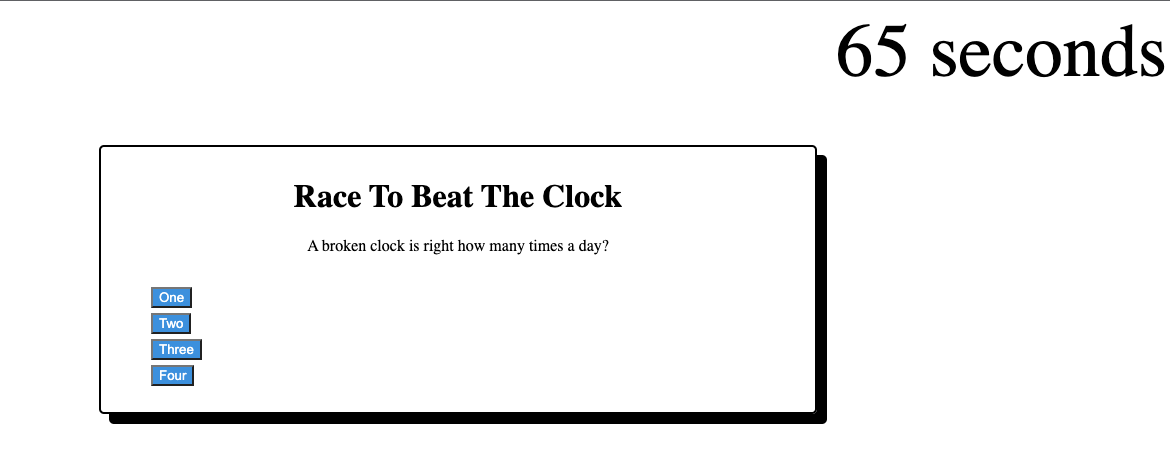 65 seconds
Race To Beat The Clock
A broken clock is right how many times a day?
One
Two
Three
Four